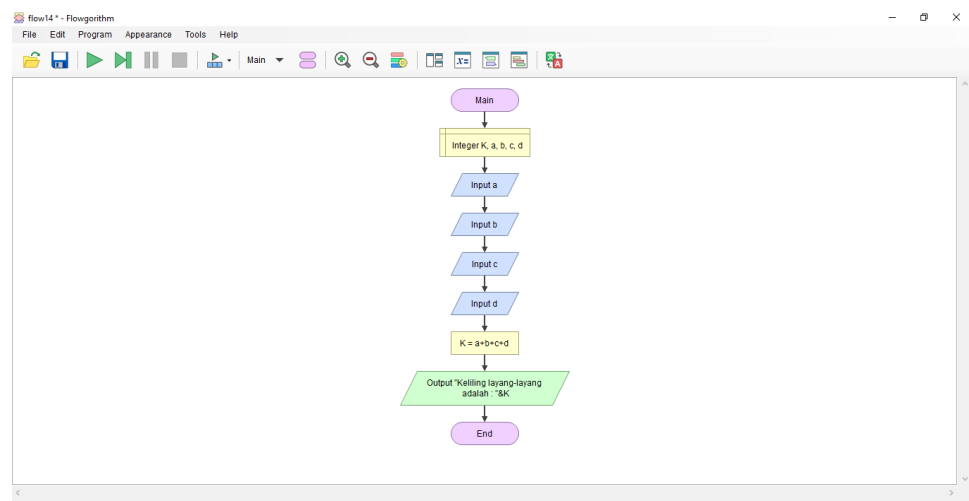 flow14 * - Flowgorithm
File Edit Program Appearance Tools Help
Main
x=
Main
Integer K, a, b, c, d
Input a
Input b
Input c
Input d
K = a+b+c+d
Output "Keliling layang-layang
adalah : "&K
End